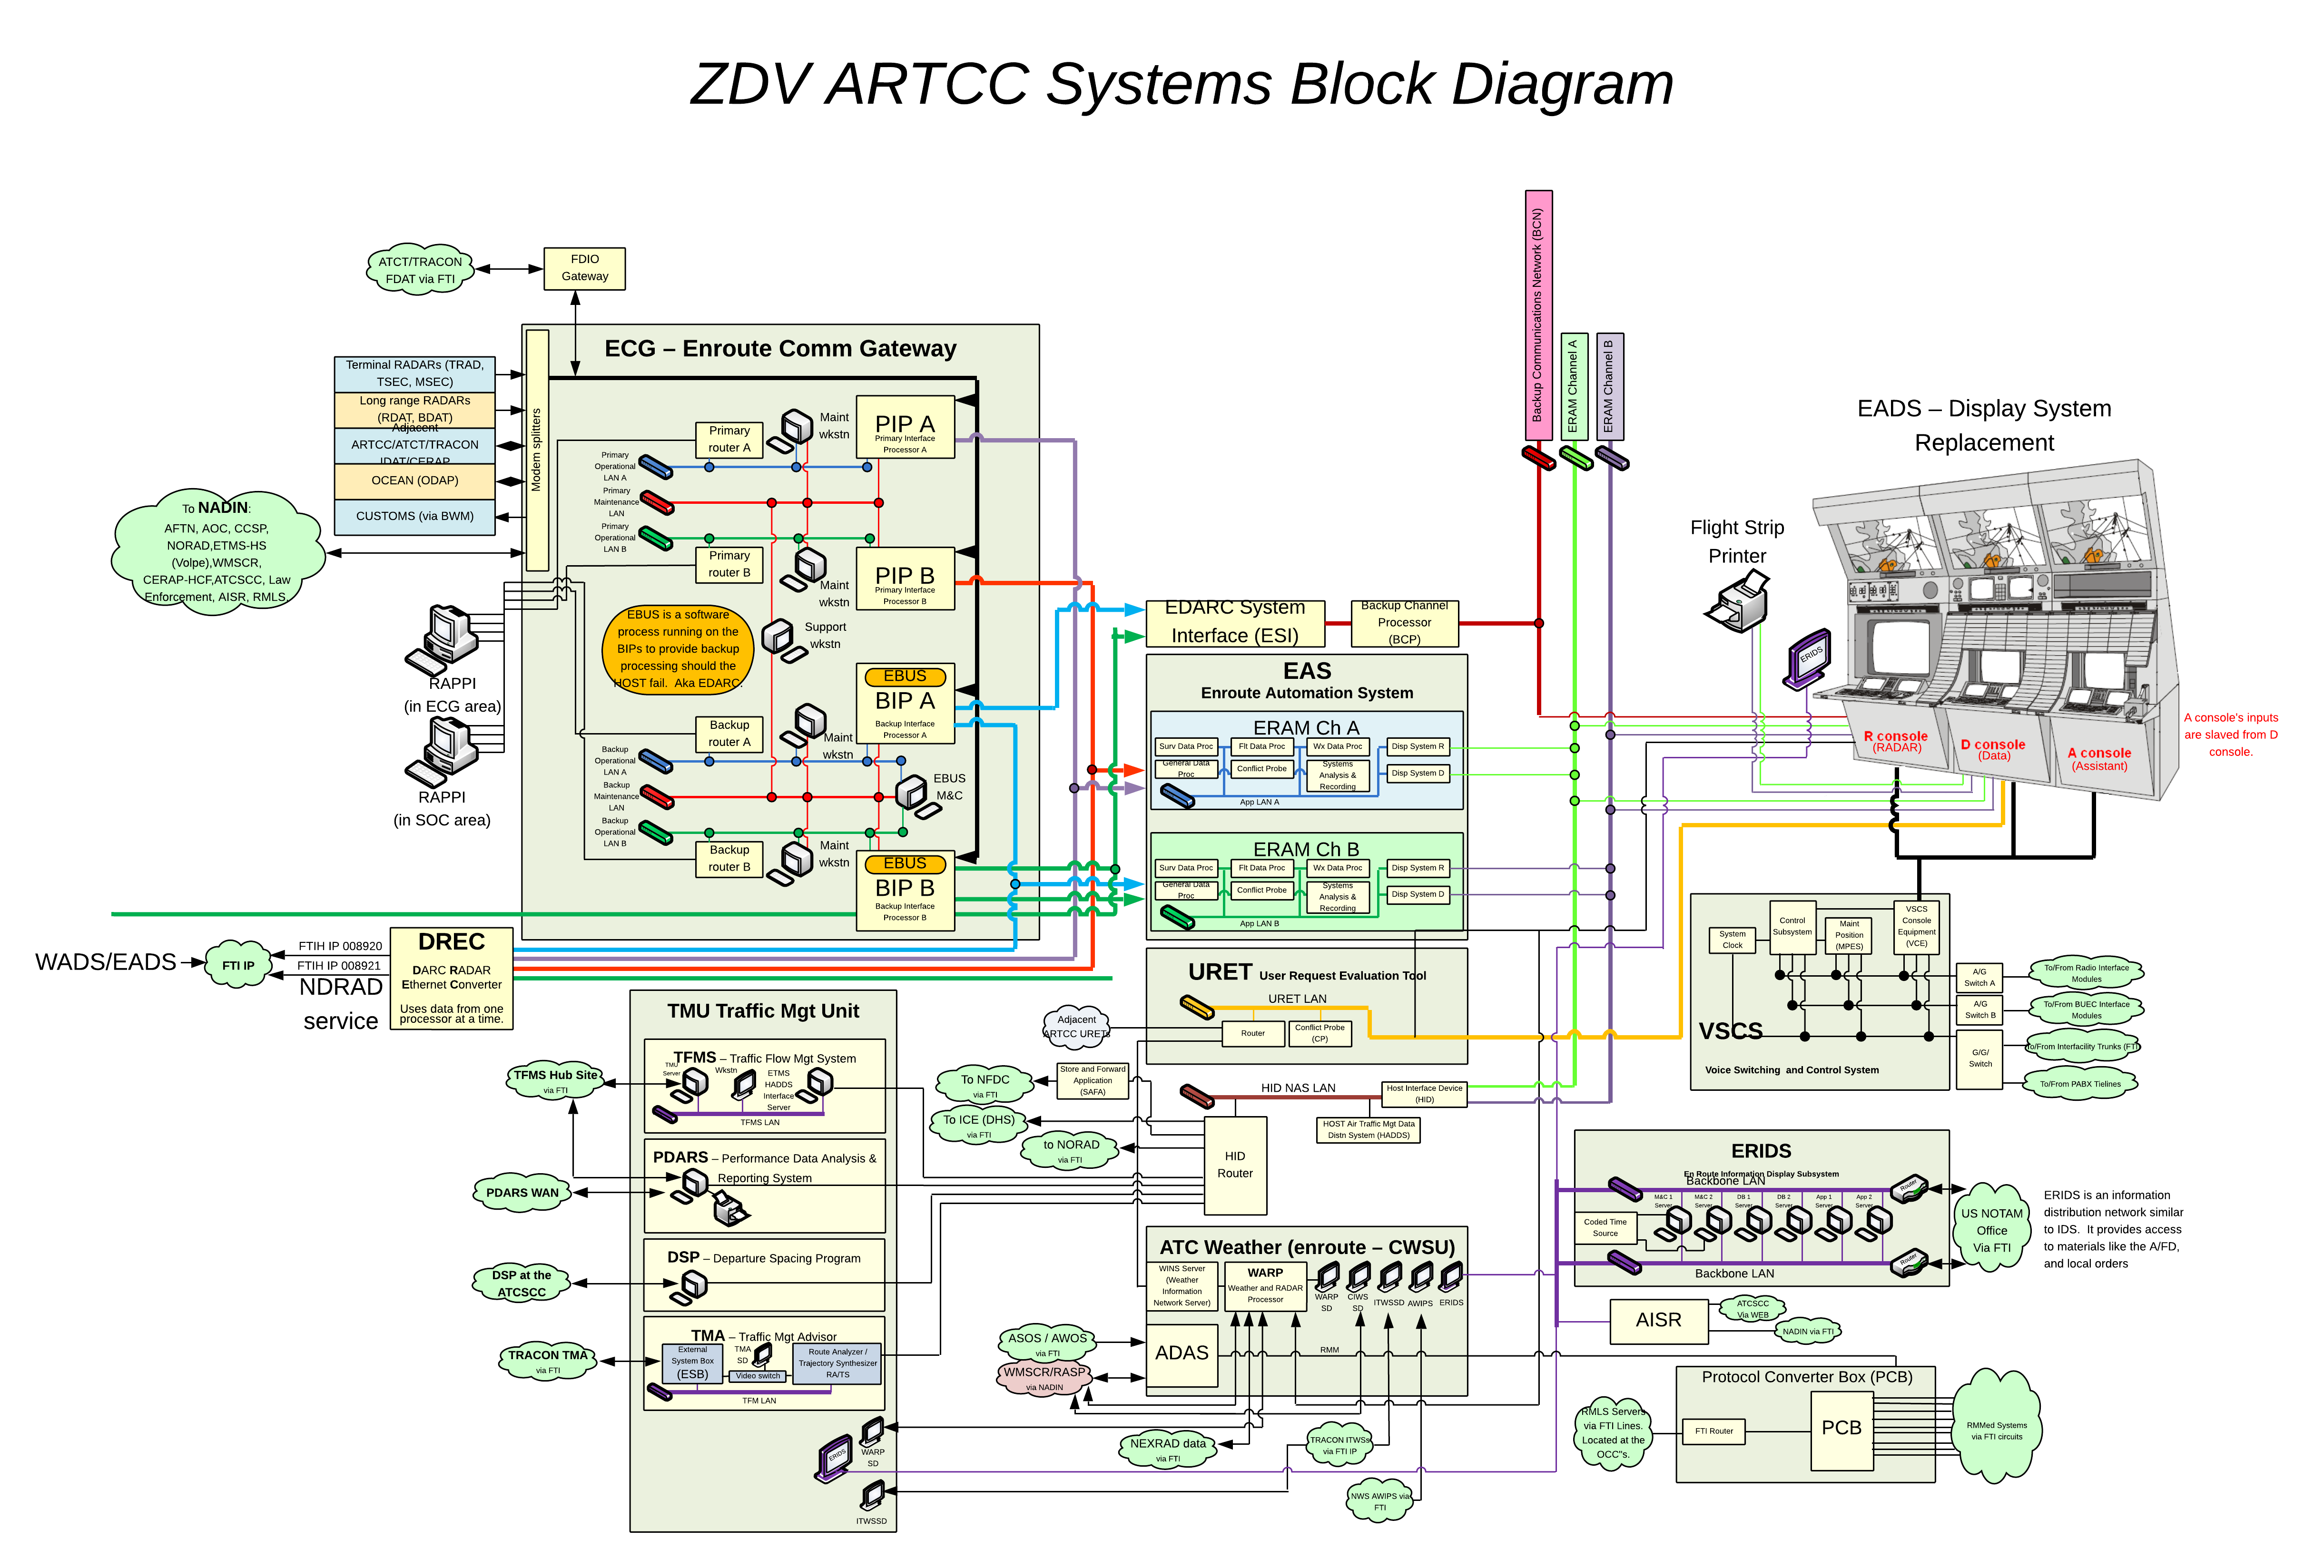 ZDV ARTCC Systems Block Diagram
ATCT/TRACON
FDAT via FTI
FDIO
Gateway
ECG – Enroute Comm Gateway
Modem splitters
Terminal RADARs (TRAD,
TSEC, MSEC)
Long range RADARs
(RDAT, BDAT)
Adjacent
ARTCC/ATCT/TRACON
IDAT/CERAP
OCEAN (ODAP)
CUSTOMS (via BWM)
To NADIN:
AFTN, AOC, CCSP,
NORAD,ETMS-HS
(Volpe),WMSCR,
CERAP-HCF,ATCSCC, Law
Enforcement, AISR, RMLS,
RAPPI
(in ECG area)
RAPPI
(in SOC area)
Primary
router A
Maint
wkstn
PIP A
Primary Interface
Processor A
Primary
Operational
LAN A
Primary
Maintenance
LAN
Primary
Operational
LAN B
Primary
router B
Maint
wkstn
PIP B
Primary Interface
Processor B
EBUS is a software
process running on the
BIPs to provide backup
processing should the
HOST fail. Aka EDARC.
Support
wkstn
EBUS
BIP A
Backup Interface
Processor A
Backup
router A
Maint
wkstn
Backup
Operational
LAN A
Backup
Maintenance
LAN
Backup
Operational
LAN B
EBUS
M&C
Backup
router B
Maint
wkstn
EBUS
BIP B
Backup Interface
Processor B
WADS/EADS
FTI IP
FTIH IP 008920
FTIH IP 008921
NDRAD
service
DREC
DARC RADAR
Ethernet Converter
Uses data from one
processor at a time.
Backup Communications Network (BCN)
ERAM Channel A
ERAM Channel B
EDARC System
Interface (ESI)
Backup Channel
Processor
(BCP)
EAS
Enroute Automation System
ERAM Ch A
Surv Data Proc
Flt Data Proc
Wx Data Proc
Disp System R
General Data
Proc
Conflict Probe
Systems
Analysis &
Recording
Disp System D
App LAN A
ERAM Ch B
Surv Data Proc
Flt Data Proc
Wx Data Proc
Disp System R
General Data
Proc
Conflict Probe
Systems
Analysis &
Recording
Disp System D
App LAN B
URET User Request Evaluation Tool
URET LAN
Router
Conflict Probe
(CP)
Adjacent
ARTCC URETs
EADS – Display System
Replacement
Flight Strip
Printer
ERIDS
R console
(RADAR)
D console
(Data)
A console
(Assistant)
A console's inputs
are slaved from D
console.
System
Clock
Control
Subsystem
Maint
Position
(MPES)
VSCS
Console
Equipment
(VCE)
VSCS
Voice Switching and Control System
A/G
Switch A
A/G
Switch B
G/G/
Switch
To/From Radio Interface
Modules
To/From BUEC Interface
Modules
To/From Interfacility Trunks (FTI)
To/From PABX Tielines
TMU Traffic Mgt Unit
TFMS – Traffic Flow Mgt System
TMU
Server
Wkstn
ETMS
HADDS
Interface
Server
TFMS LAN
TFMS Hub Site
via FTI
PDARS – Performance Data Analysis &
Reporting System
PDARS WAN
DSP – Departure Spacing Program
DSP at the
ATCSCC
TMA – Traffic Mgt Advisor
External
System Box
(ESB)
TMA
SD
Video switch
Route Analyzer /
Trajectory Synthesizer
RA/TS
TFM LAN
TRACON TMA
via FTI
WARP
SD
ERIDS
ITWSSD
To NFDC
via FTI
Store and Forward
Application
(SAFA)
To ICE (DHS)
via FTI
to NORAD
via FTI
HID NAS LAN
Host Interface Device
(HID)
HOST Air Traffic Mgt Data
Distn System (HADDS)
HID
Router
ATC Weather (enroute – CWSU)
WINS Server
(Weather
Information
Network Server)
WARP
Weather and RADAR
Processor
WARP
SD
CIWS
SD
ITWSSD
AWIPS
ERIDS
ADAS
RMM
ASOS / AWOS
via FTI
WMSCR/RASP
via NADIN
NEXRAD data
via FTI
TRACON ITWSs
via FTI IP
NWS AWIPS via
FTI
ERIDS
En Route Information Display Subsystem
Backbone LAN
M&C 1
Server
M&C 2
Server
DB 1
Server
DB 2
Server
App 1
Server
App 2
Server
Router
Coded Time
Source
Router
Backbone LAN
US NOTAM
Office
Via FTI
ERIDS is an information
distribution network similar
to IDS. It provides access
to materials like the A/FD,
and local orders
AISR
ATCSCC
Via WEB
NADIN via FTI
Protocol Converter Box (PCB)
RMLS Servers
via FTI Lines.
Located at the
OCC"s.
FTI Router
PCB
RMMed Systems
via FTI circuits